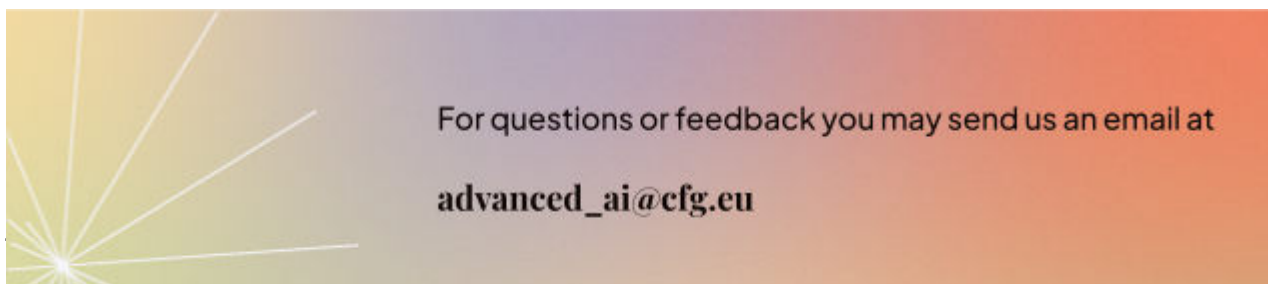 For questions or feedback you may send us an email at
advanced_ai@cfg.eu